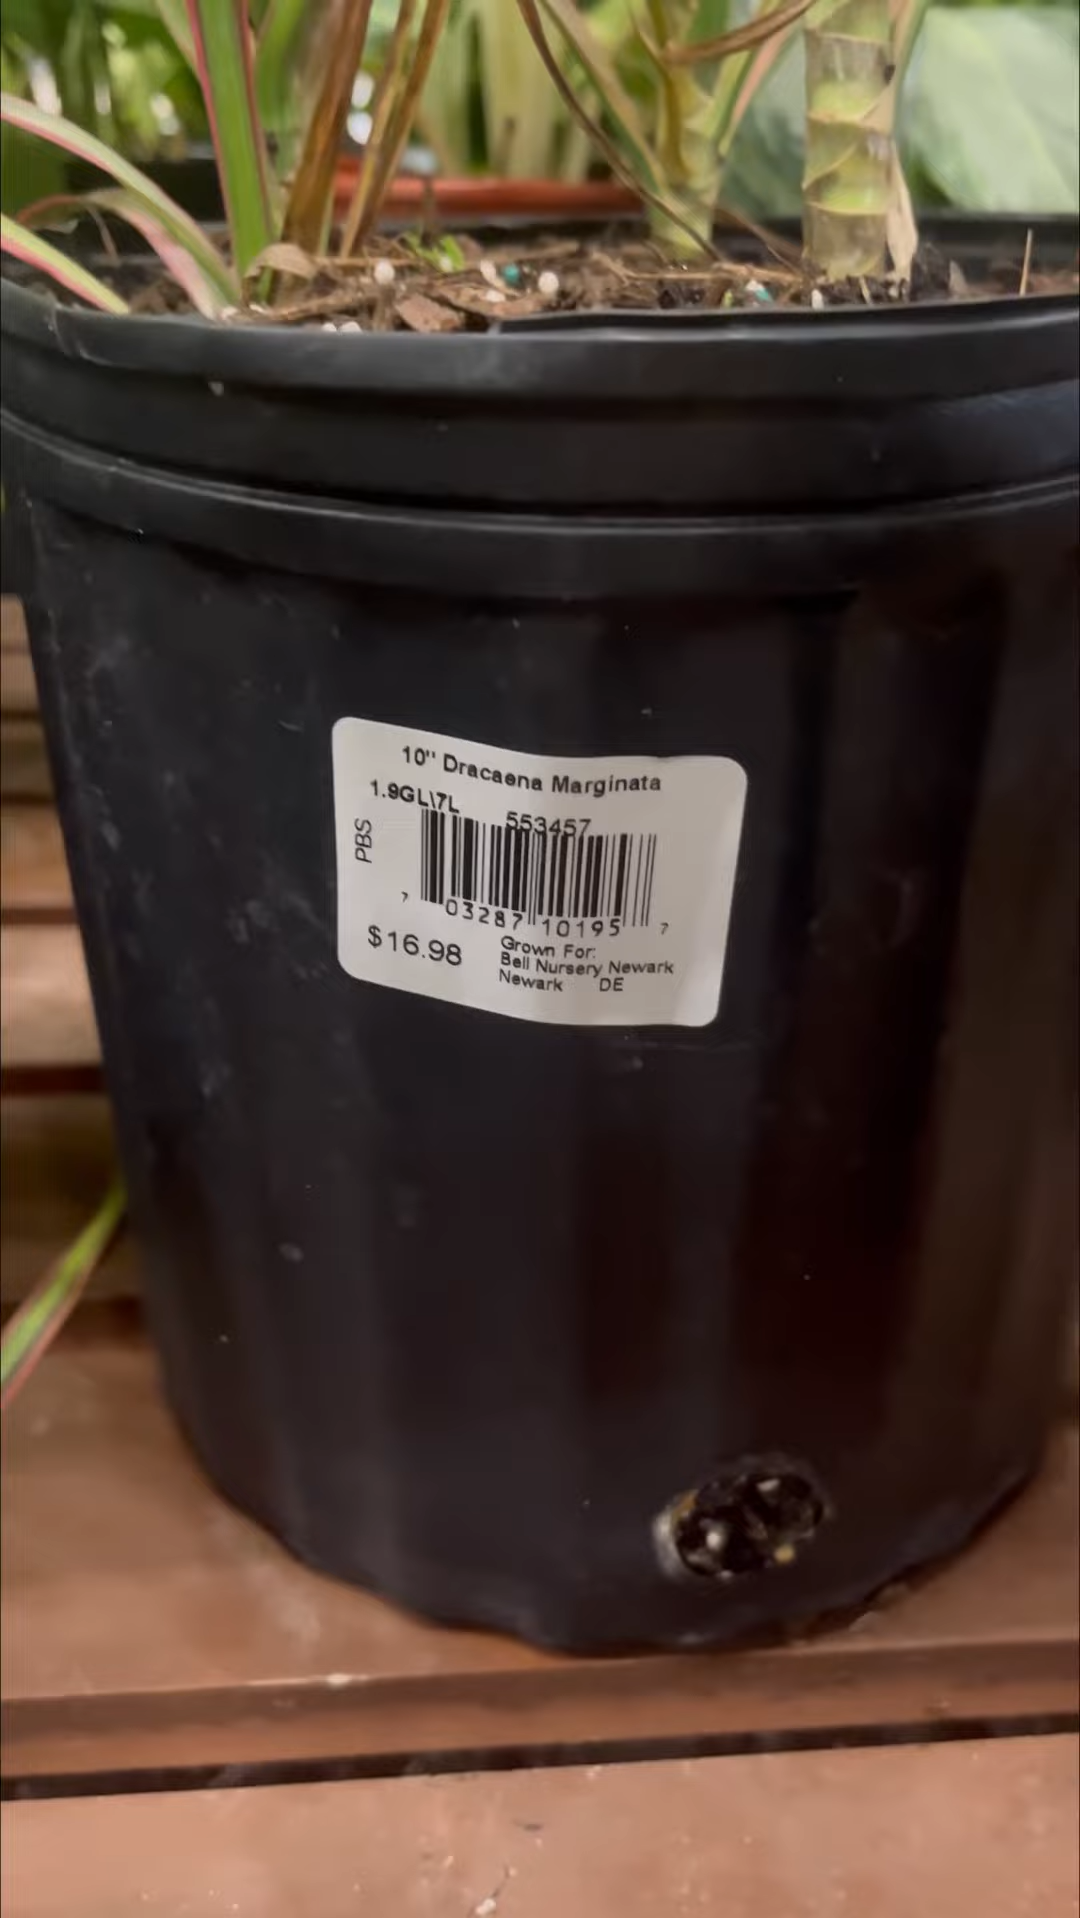 10" Dracaena Marginata
1.9GL\7L
553457
PBS
7 03287 10195 7
$16.98
Grown For:
Bell Nursery Newark
Newark DE